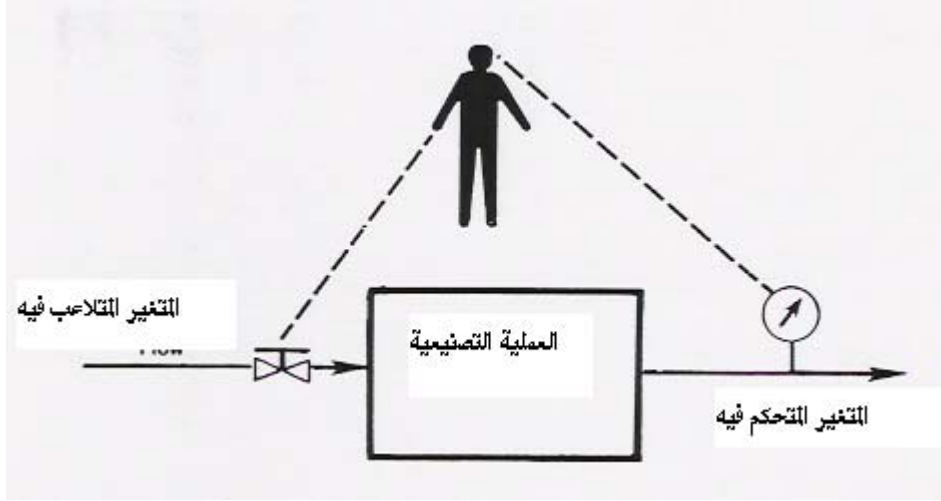 المتغير المتلاعب فيه
العملية التصنيعية
المتغير المتحكم فيه